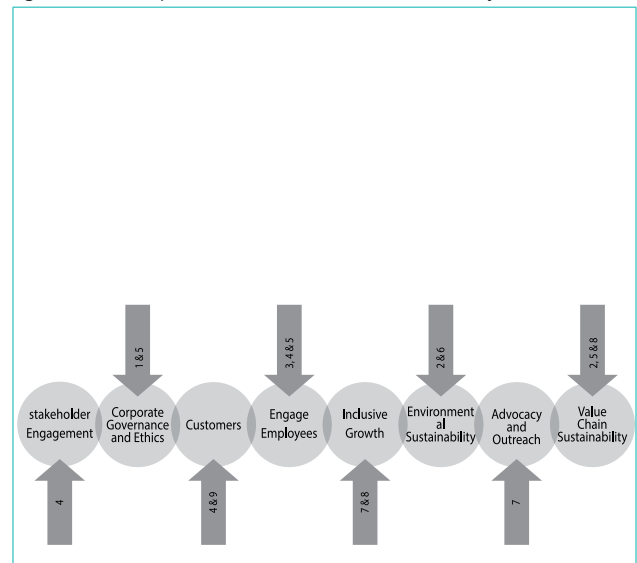 1 & 5
3, 4 & 5
2 & 6
2, 5 & 8
stakeholder
Engagement
Corporate
Governance
and Ethics
Customers
Engage
Employees
Inclusive
Growth
Environment
al
Sustainability
Advocacy
and
Outreach
Value
Chain
Sustainability
4
4 & 9
7 & 8
7